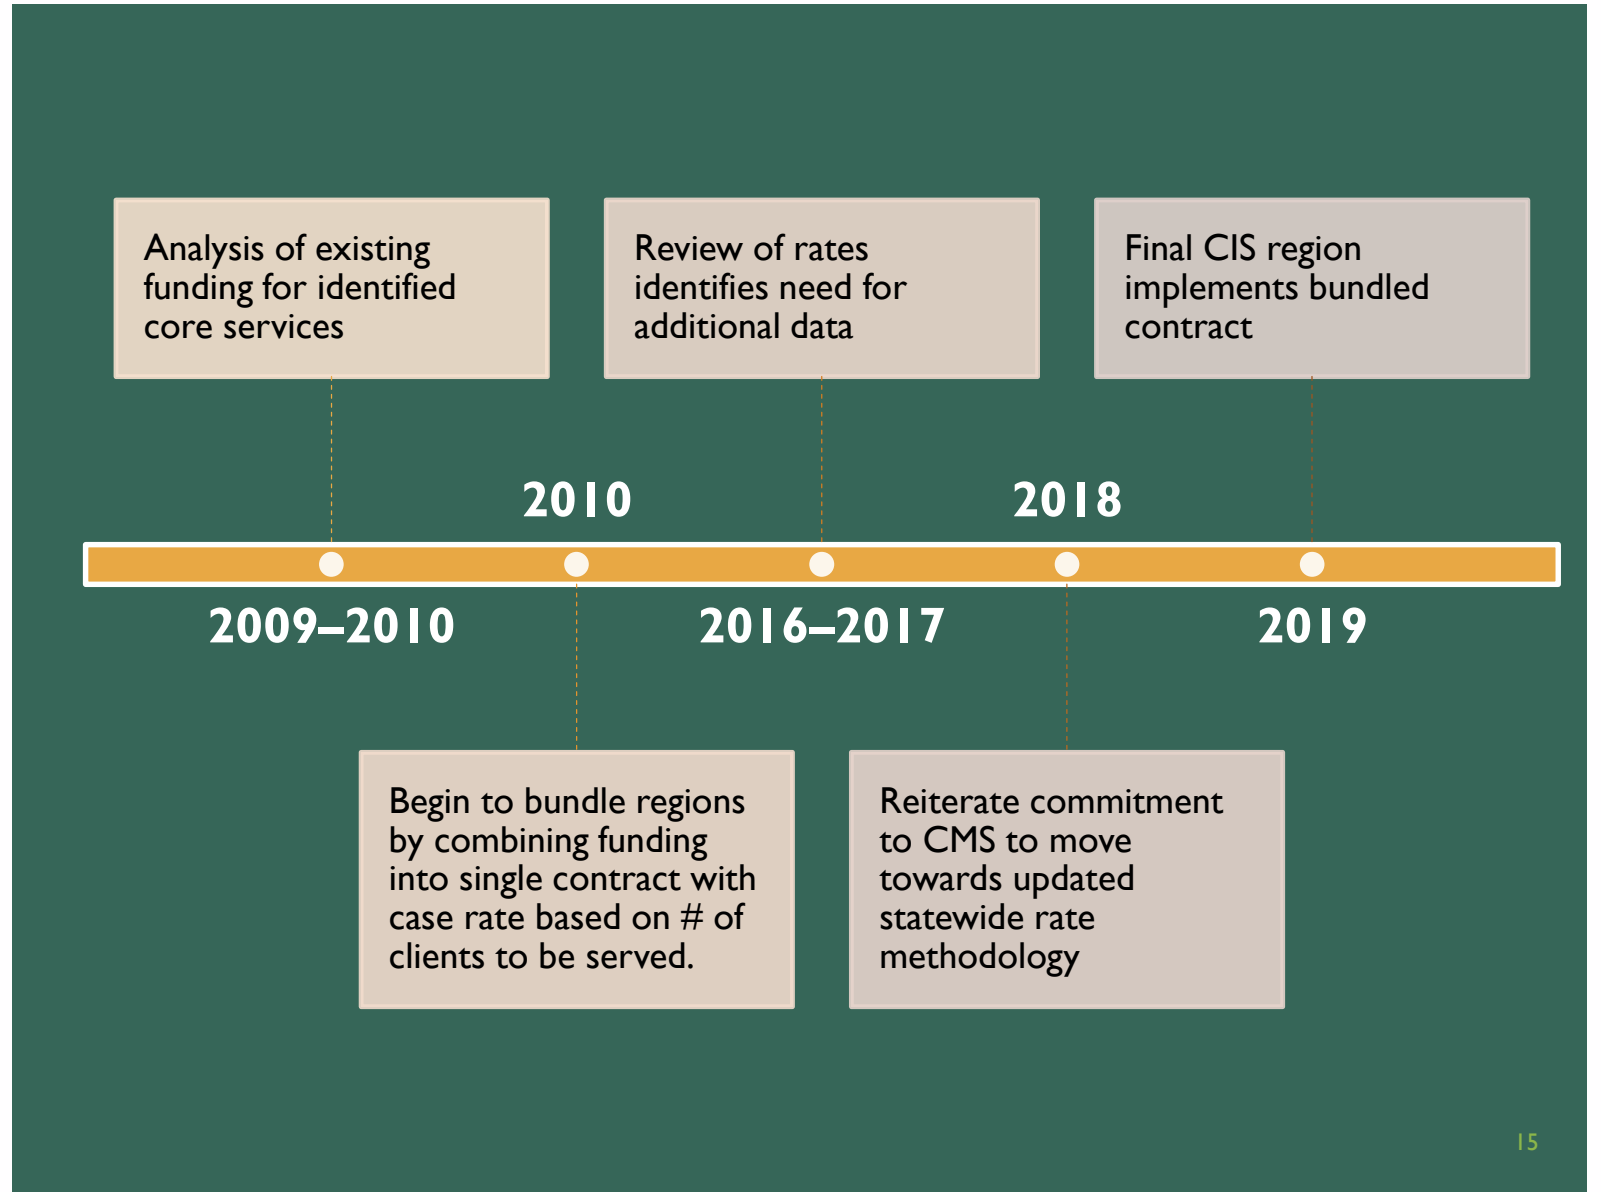 Analysis of existing
funding for identified
core services
Review of rates
identifies need for
additional data
Final CIS region
implements bundled
contract
2010
2018
2009–2010
2016–2017
2019
Begin to bundle regions
by combining funding
into single contract with
case rate based on # of
clients to be served.
Reiterate commitment
to CMS to move
towards updated
statewide rate
methodology
15